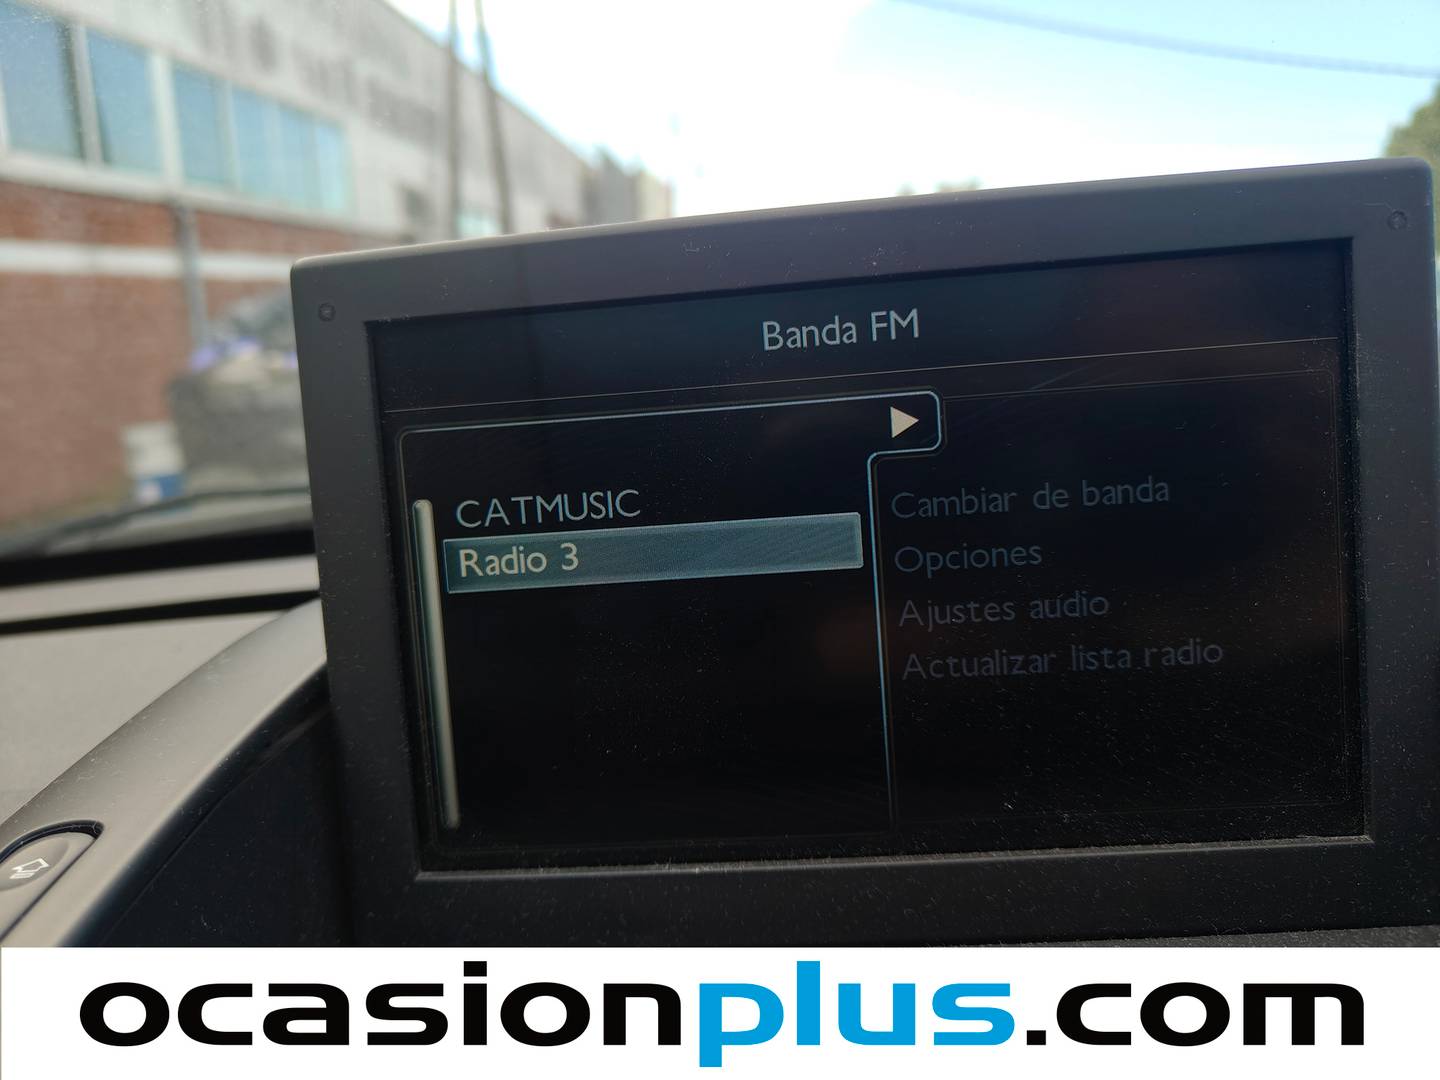 Banda FM
CATMUSIC
Radio 3
Cambiar de banda
Opciones
Ajustes audio
Actualizar lista radio
ocasionplus.com